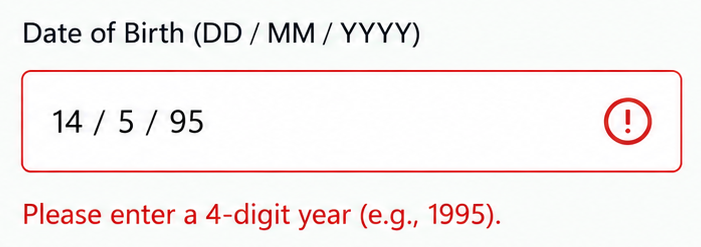 Date of Birth (DD / MM / YYYY)
14 / 5 / 95
Please enter a 4-digit year (e.g., 1995).